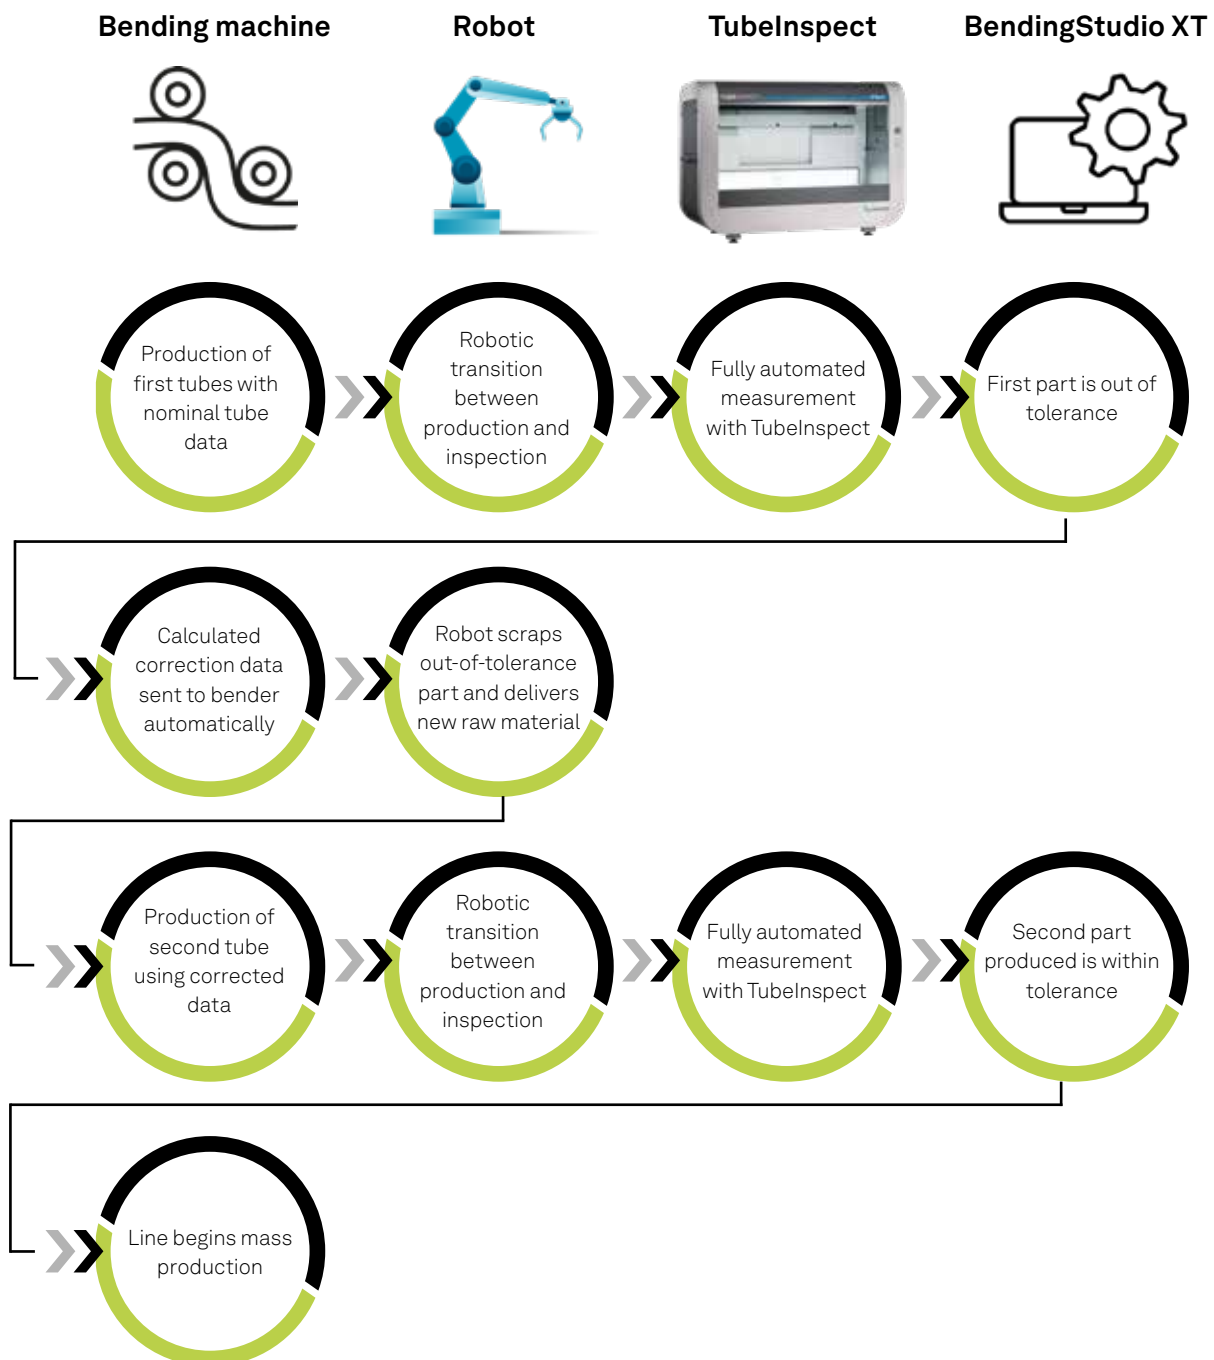 Bending machine
Robot
TubeInspect
BendingStudio XT
Production of
first tubes with
nominal tube
data
Robotic
transition
between
production and
inspection
Fully automated
measurement
with TubeInspect
First part is out of
tolerance
Calculated
correction data
sent to bender
automatically
Robot scraps
out-of-tolerance
part and delivers
new raw material
Production of
second tube
using corrected
data
Robotic
transition
between
production and
inspection
Fully automated
measurement
with TubeInspect
Second part
produced is within
tolerance
Line begins mass
production